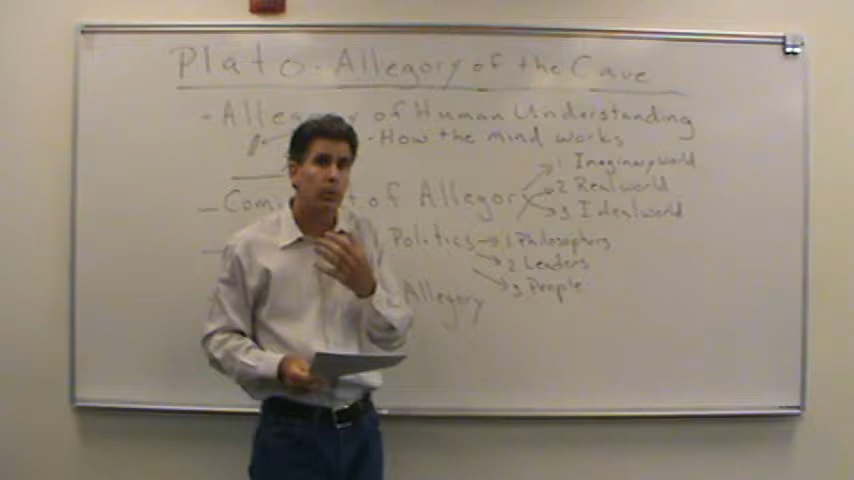 Plato - Allegory of the Cave
- Allegory of Human Understanding
- How the mind works
1 Imaginary world
- Com t of Allegory
2 Real world
3 Ideal world
- Politics → 1 Philosophers
2 Leaders
3 People
Allegory